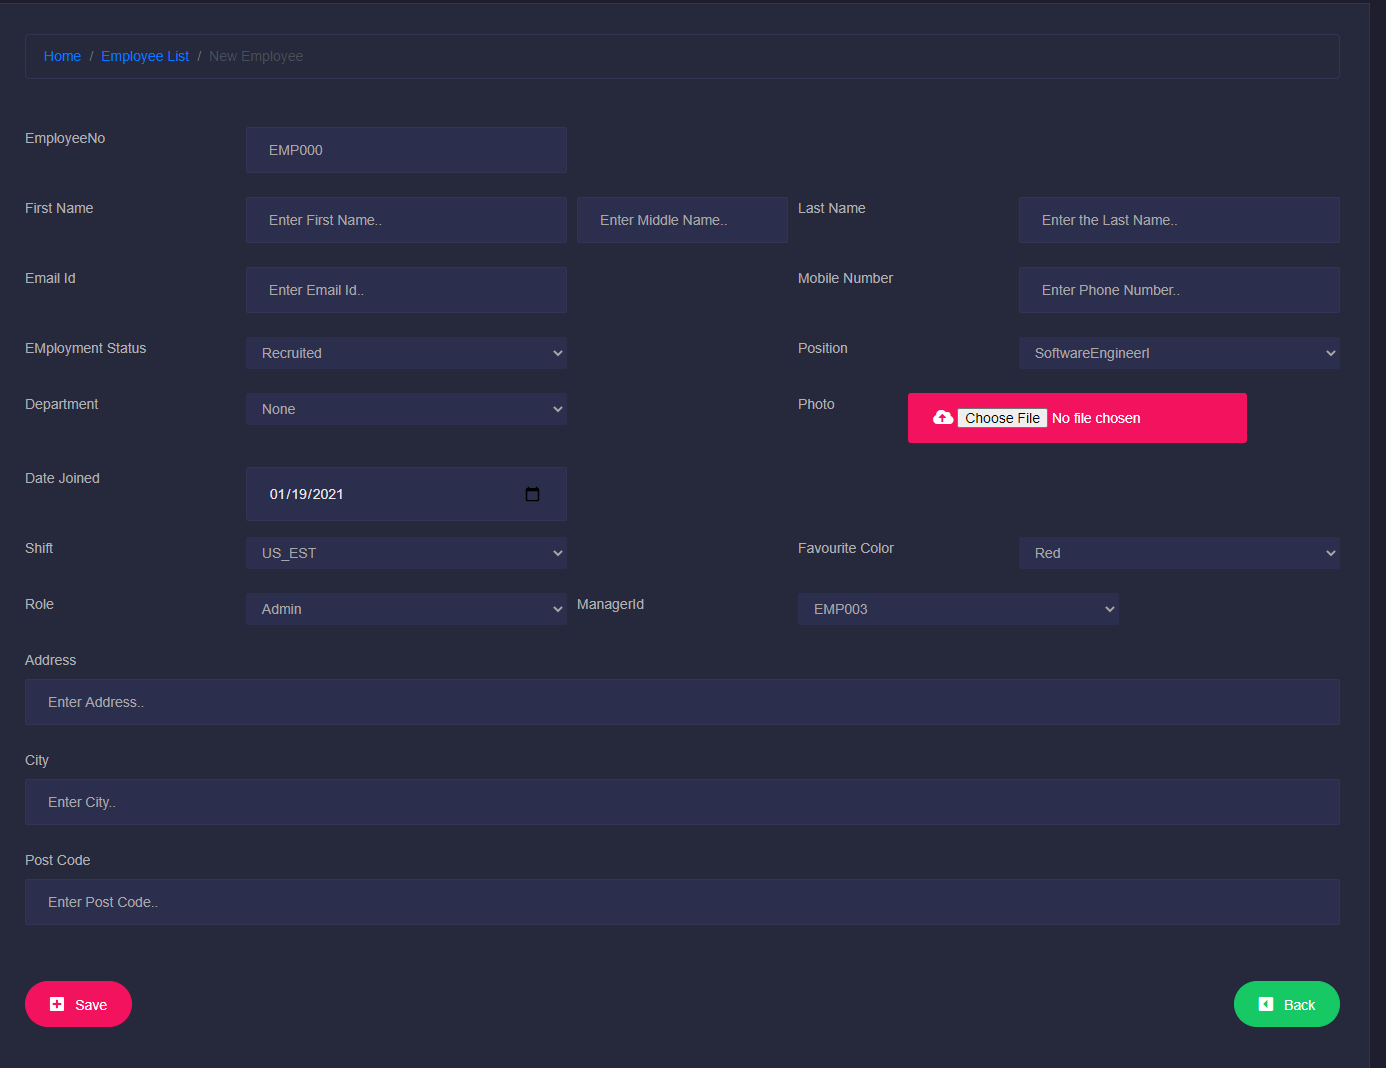 Home / Employee List / New Employee
EmployeeNo EMP000
First Name Enter First Name.. Enter Middle Name.. Last Name Enter the Last Name..
Email Id Enter Email Id.. Mobile Number Enter Phone Number..
EMployment Status Recruited Position SoftwareEngineerI
Department None Photo Choose File No file chosen
Date Joined 01/19/2021
Shift US_EST Favourite Color Red
Role Admin ManagerId EMP003
Address
Enter Address..
City
Enter City..
Post Code
Enter Post Code..
Save Back